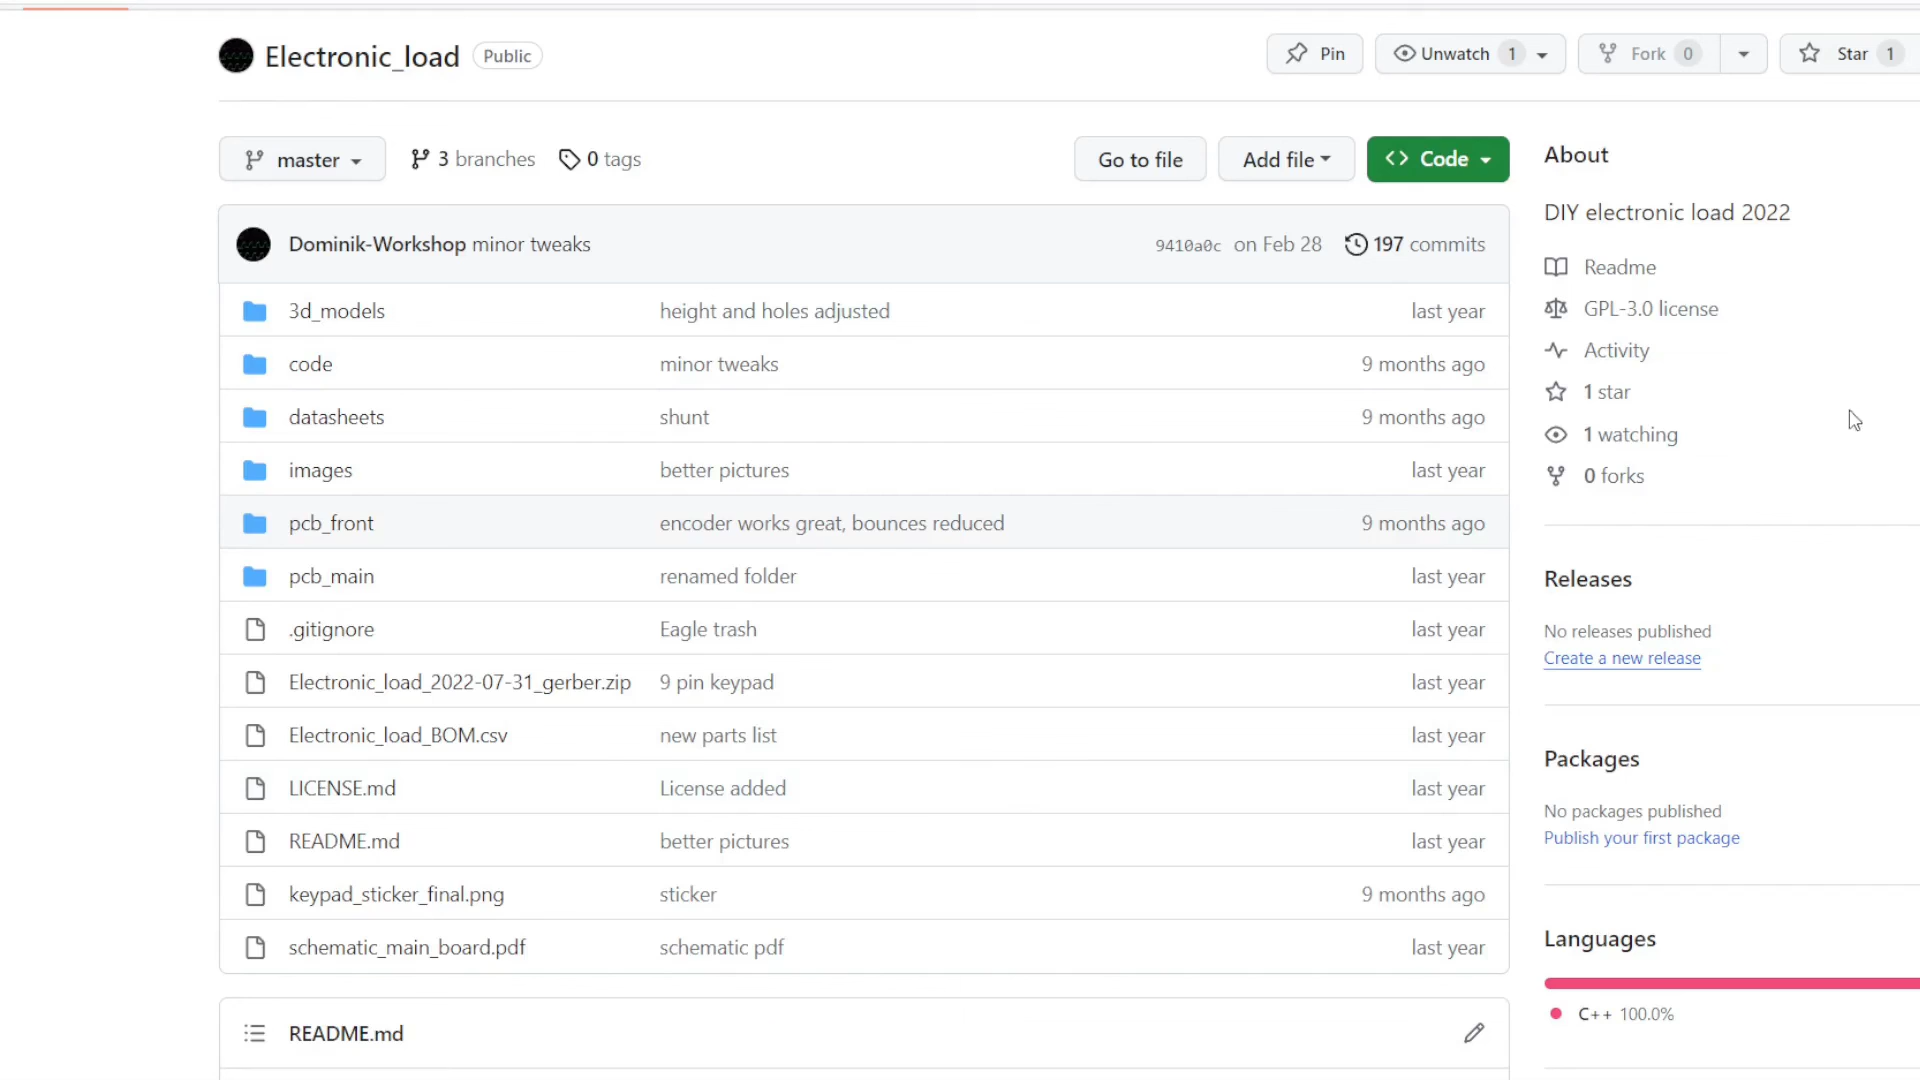 Electronic_load Public
Pin Unwatch 1 Fork 0 Star 1
master 3 branches 0 tags Go to file Add file Code
Dominik-Workshop minor tweaks 9410a0c on Feb 28 197 commits
3d_models height and holes adjusted last year
code minor tweaks 9 months ago
datasheets shunt 9 months ago
images better pictures last year
pcb_front encoder works great, bounces reduced 9 months ago
pcb_main renamed folder last year
.gitignore Eagle trash last year
Electronic_load_2022-07-31_gerber.zip 9 pin keypad last year
Electronic_load_BOM.csv new parts list last year
LICENSE.md License added last year
README.md better pictures last year
keypad_sticker_final.png sticker 9 months ago
schematic_main_board.pdf schematic pdf last year
README.md
About
DIY electronic load 2022
Readme
GPL-3.0 license
Activity
1 star
1 watching
0 forks
Releases
No releases published
Create a new release
Packages
No packages published
Publish your first package
Languages
C++ 100.0%